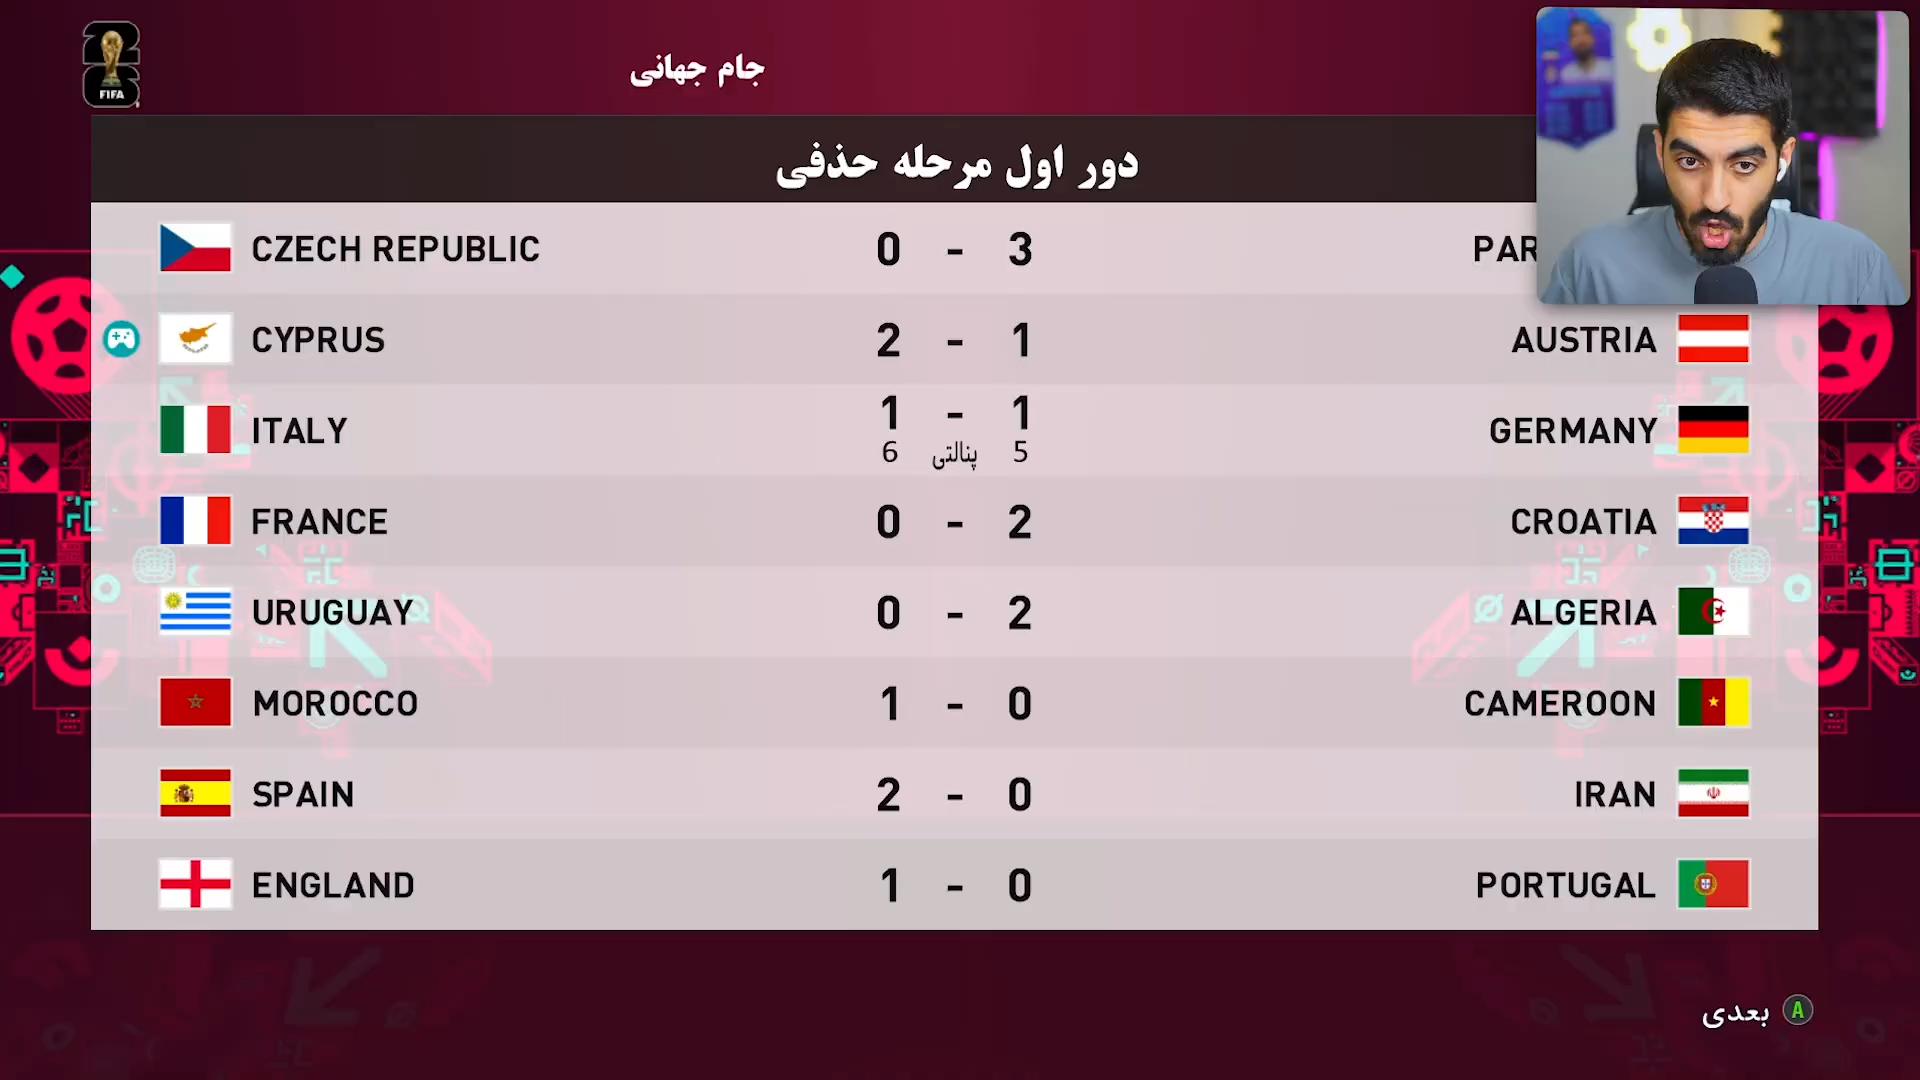 FIFA
جام جهانی
دور اول مرحله حذفی
CZECH REPUBLIC 0 - 3
CYPRUS 2 - 1 AUSTRIA
ITALY 1 - 1 GERMANY
6 پنالتی 5
FRANCE 0 - 2 CROATIA
URUGUAY 0 - 2 ALGERIA
MOROCCO 1 - 0 CAMEROON
SPAIN 2 - 0 IRAN
ENGLAND 1 - 0 PORTUGAL
بعدی A